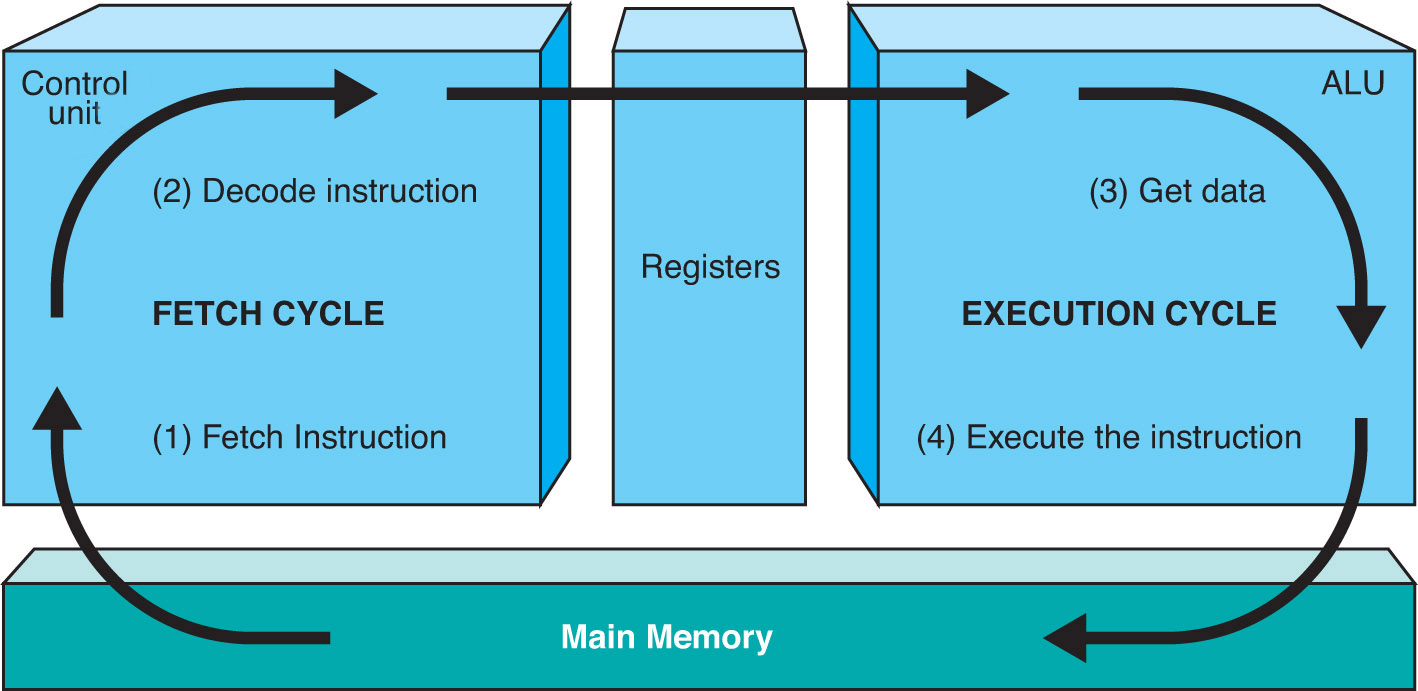 Control
unit
ALU
(2) Decode instruction
(3) Get data
Registers
FETCH CYCLE
EXECUTION CYCLE
(1) Fetch Instruction
(4) Execute the instruction
Main Memory